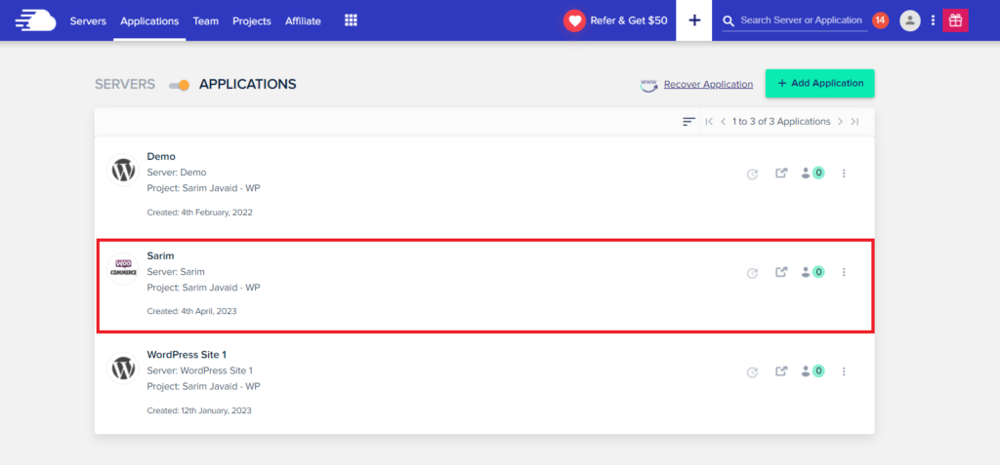 Servers Applications Team Projects Affiliate Refer & Get $50 + Search Server or Application 14
SERVERS APPLICATIONS www Recover Application + Add Application
1 to 3 of 3 Applications
Demo
Server: Demo
Project: Sarim Javaid - WP
0
Created: 4th February, 2022
Sarim
WOO
COMMERCE
Server: Sarim
Project: Sarim Javaid - WP
0
Created: 4th April, 2023
WordPress Site 1
Server: WordPress Site 1
Project: Sarim Javaid - WP
0
Created: 12th January, 2023